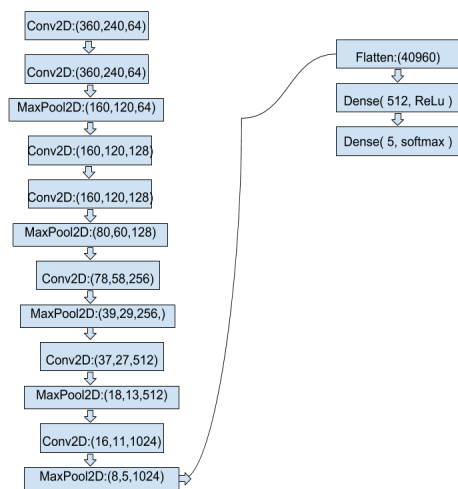 Conv2D:(360,240,64)
Conv2D:(360,240,64)
MaxPool2D:(160,120,64)
Conv2D:(160,120,128)
Conv2D:(160,120,128)
MaxPool2D:(80,60,128)
Conv2D:(78,58,256)
MaxPool2D:(39,29,256,)
Conv2D:(37,27,512)
MaxPool2D:(18,13,512)
Conv2D:(16,11,1024)
MaxPool2D:(8,5,1024)
Flatten:(40960)
Dense( 512, ReLu )
Dense( 5, softmax )